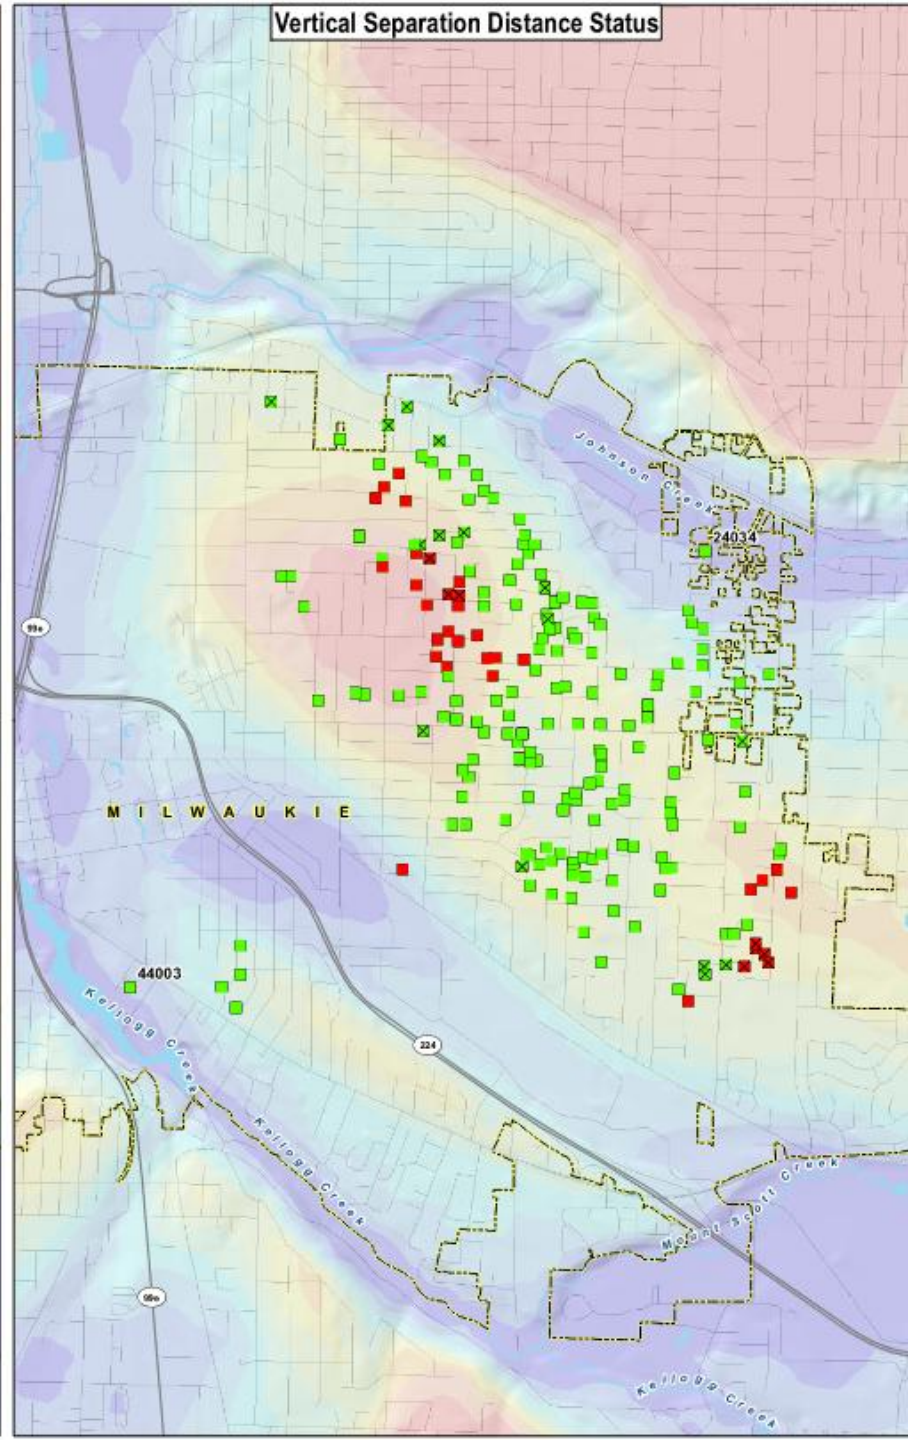 Vertical Separation Distance Status
Johnson Creek
24034
99e
MILWAUKIE
44003
Kellogg Creek
224
Kellogg Creek
Mount Scott Creek
99e
Kellogg Creek